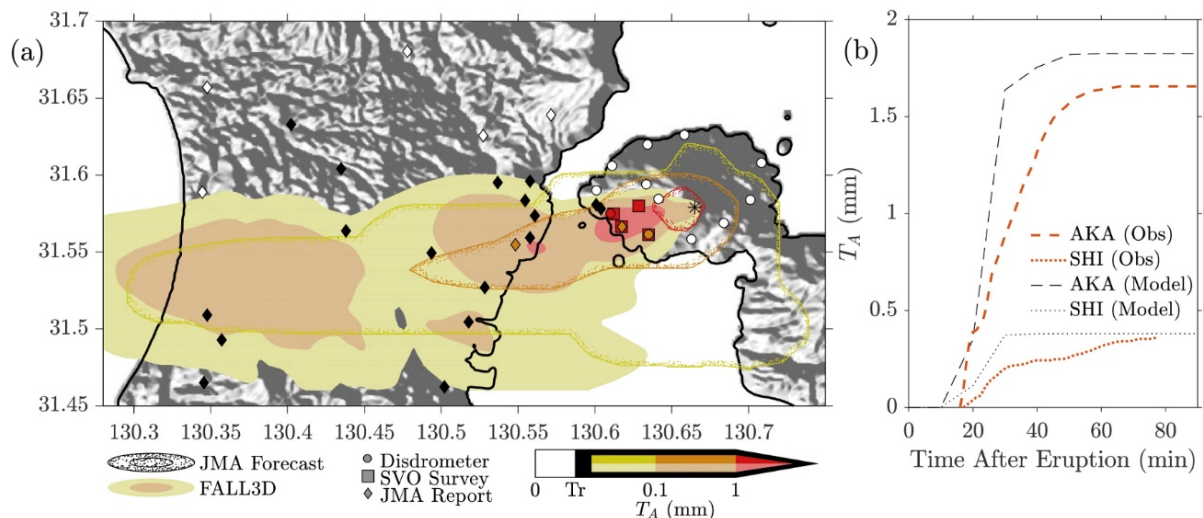 (a)
31.7
31.65
31.6
31.55
31.5
31.45
130.3 130.35 130.4 130.45 130.5 130.55 130.6 130.65 130.7
JMA Forecast
FALL3D
Disdrometer
SVO Survey
JMA Report
0 Tr 0.1 1
T_A (mm)
(b)
2
1.5
1
0.5
0
T_A (mm)
AKA (Obs)
SHI (Obs)
AKA (Model)
SHI (Model)
0 20 40 60 80
Time After Eruption (min)